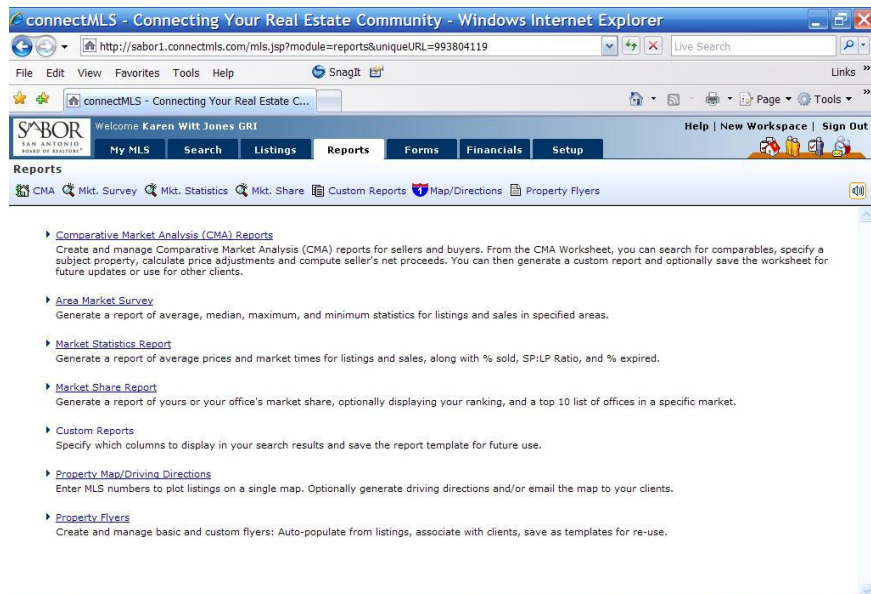 connectMLS - Connecting Your Real Estate Community - Windows Internet Explorer
http://sabor1.connectmls.com/mls.jsp?module=reports&uniqueURL=993804119
Live Search
File Edit View Favorites Tools Help SnagIt Links »
connectMLS - Connecting Your Real Estate C... Page Tools »
SABOR Welcome Karen Witt Jones GRI Help | New Workspace | Sign Out
SAN ANTONIO
BOARD OF REALTORS®
My MLS Search Listings Reports Forms Financials Setup
Reports
CMA Mkt. Survey Mkt. Statistics Mkt. Share Custom Reports Map/Directions Property Flyers
Comparative Market Analysis (CMA) Reports
Create and manage Comparative Market Analysis (CMA) reports for sellers and buyers. From the CMA Worksheet, you can search for comparables, specify a
subject property, calculate price adjustments and compute seller's net proceeds. You can then generate a custom report and optionally save the worksheet for
future updates or use for other clients.
Area Market Survey
Generate a report of average, median, maximum, and minimum statistics for listings and sales in specified areas.
Market Statistics Report
Generate a report of average prices and market times for listings and sales, along with % sold, SP:LP Ratio, and % expired.
Market Share Report
Generate a report of yours or your office's market share, optionally displaying your ranking, and a top 10 list of offices in a specific market.
Custom Reports
Specify which columns to display in your search results and save the report template for future use.
Property Map/Driving Directions
Enter MLS numbers to plot listings on a single map. Optionally generate driving directions and/or email the map to your clients.
Property Flyers
Create and manage basic and custom flyers: Auto-populate from listings, associate with clients, save as templates for re-use.